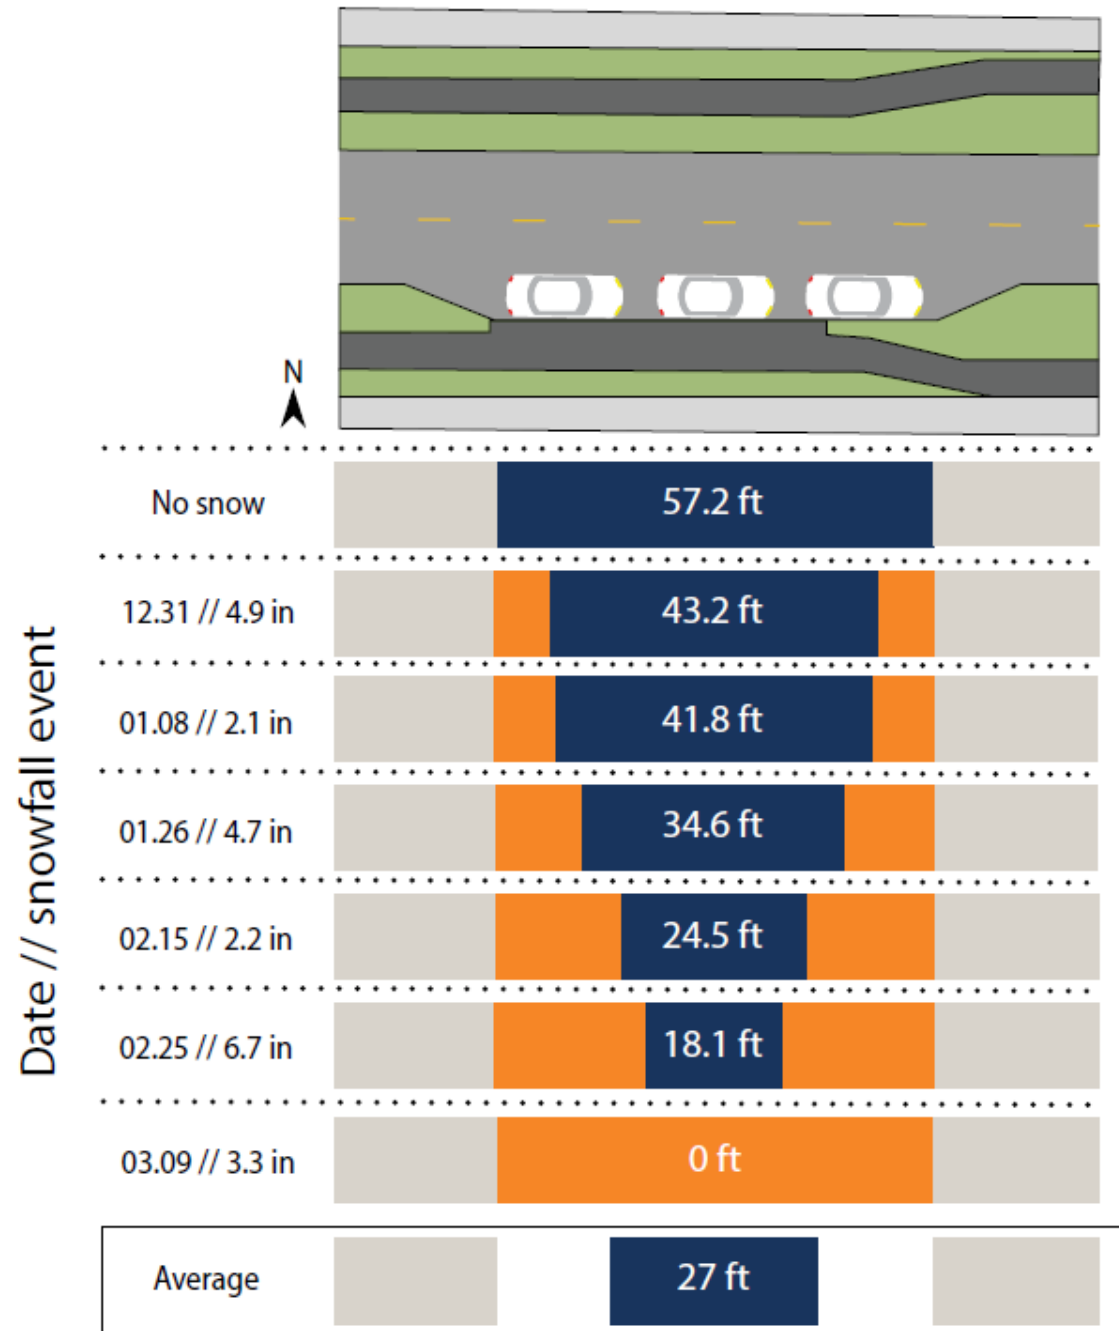 N
Date // snowfall event
No snow
57.2 ft
12.31 // 4.9 in
43.2 ft
01.08 // 2.1 in
41.8 ft
01.26 // 4.7 in
34.6 ft
02.15 // 2.2 in
24.5 ft
02.25 // 6.7 in
18.1 ft
03.09 // 3.3 in
0 ft
Average
27 ft